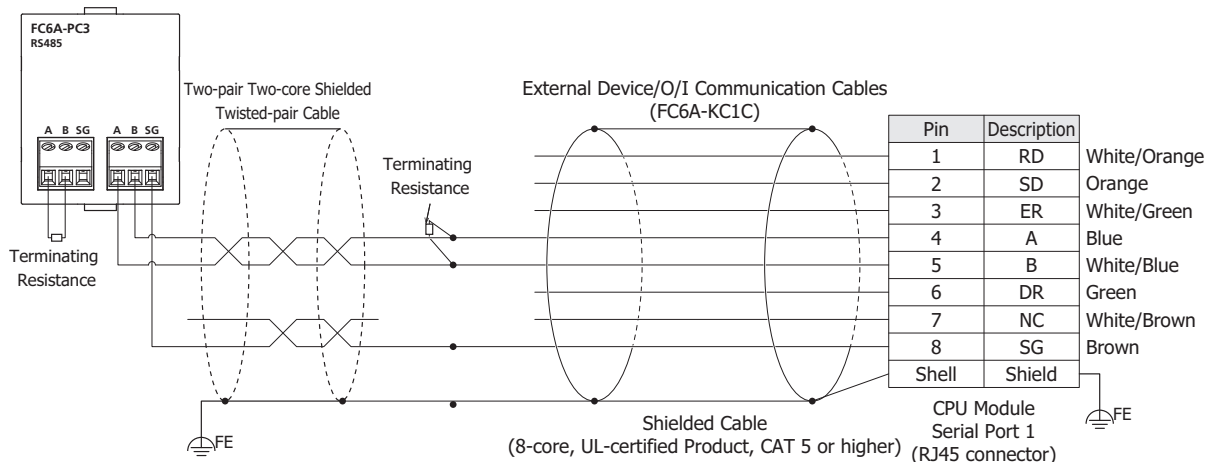 FC6A-PC3
RS485
A B SG A B SG
Terminating
Resistance
Two-pair Two-core Shielded
Twisted-pair Cable
Terminating
Resistance
External Device/O/I Communication Cables
(FC6A-KC1C)
Pin Description
1 RD White/Orange
2 SD Orange
3 ER White/Green
4 A Blue
5 B White/Blue
6 DR Green
7 NC White/Brown
8 SG Brown
Shell Shield
FE
Shielded Cable
(8-core, UL-certified Product, CAT 5 or higher)
CPU Module
Serial Port 1
(RJ45 connector)
FE